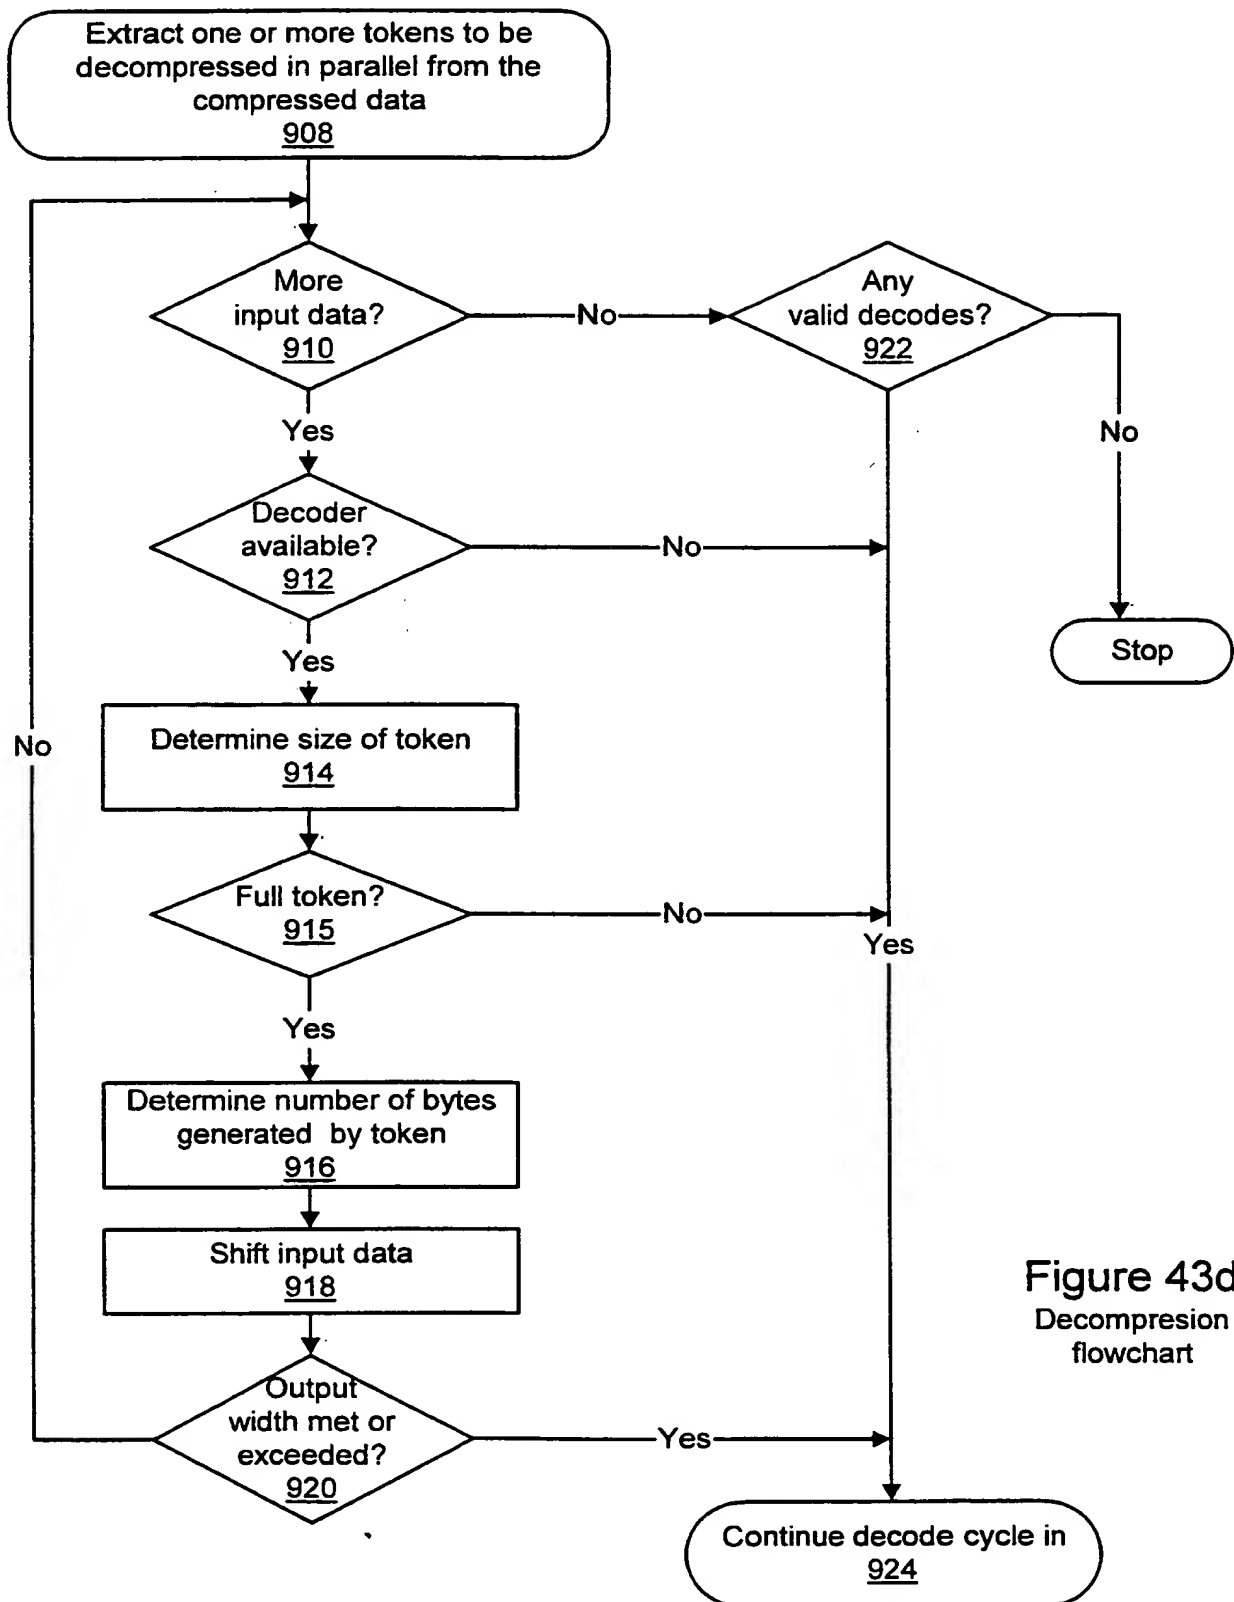 Extract one or more tokens to be
decompressed in parallel from the
compressed data
908
More
input data?
910
No
Any
valid decodes?
922
No
Yes
Decoder
available?
912
No
Stop
Yes
Determine size of token
914
No
Full token?
915
No
Yes
Yes
Determine number of bytes
generated by token
916
Shift input data
918
Figure 43d
Decompresion
flowchart
Output
width met or
exceeded?
920
Yes
Continue decode cycle in
924